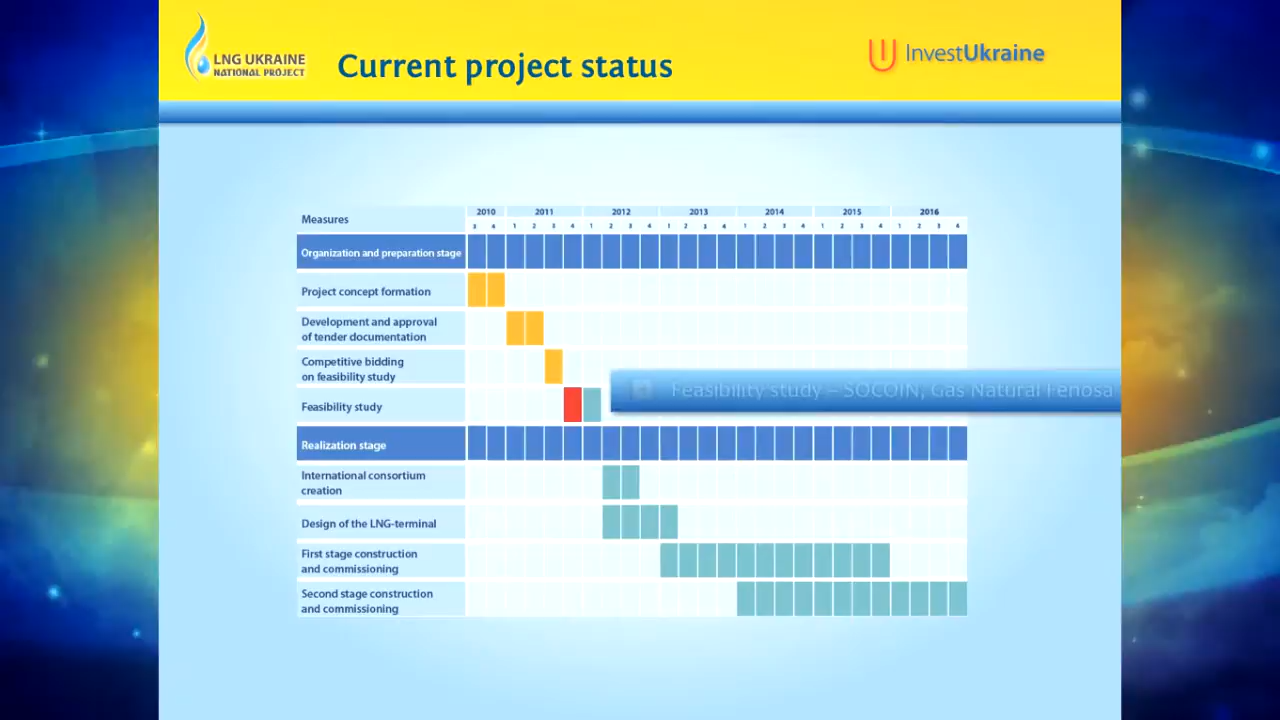 LNG UKRAINE
NATIONAL PROJECT
Current project status
InvestUkraine
Measures
2010 2011 2012 2013 2014 2015 2016
3 4 1 2 3 4 1 2 3 4 1 2 3 4 1 2 3 4 1 2 3 4 1 2 3 4
Organization and preparation stage
Project concept formation
Development and approval
of tender documentation
Competitive bidding
on feasibility study
Feasibility study – SOCOIN, Gas Natural Fenosa
Feasibility study
Realization stage
International consortium
creation
Design of the LNG-terminal
First stage construction
and commissioning
Second stage construction
and commissioning